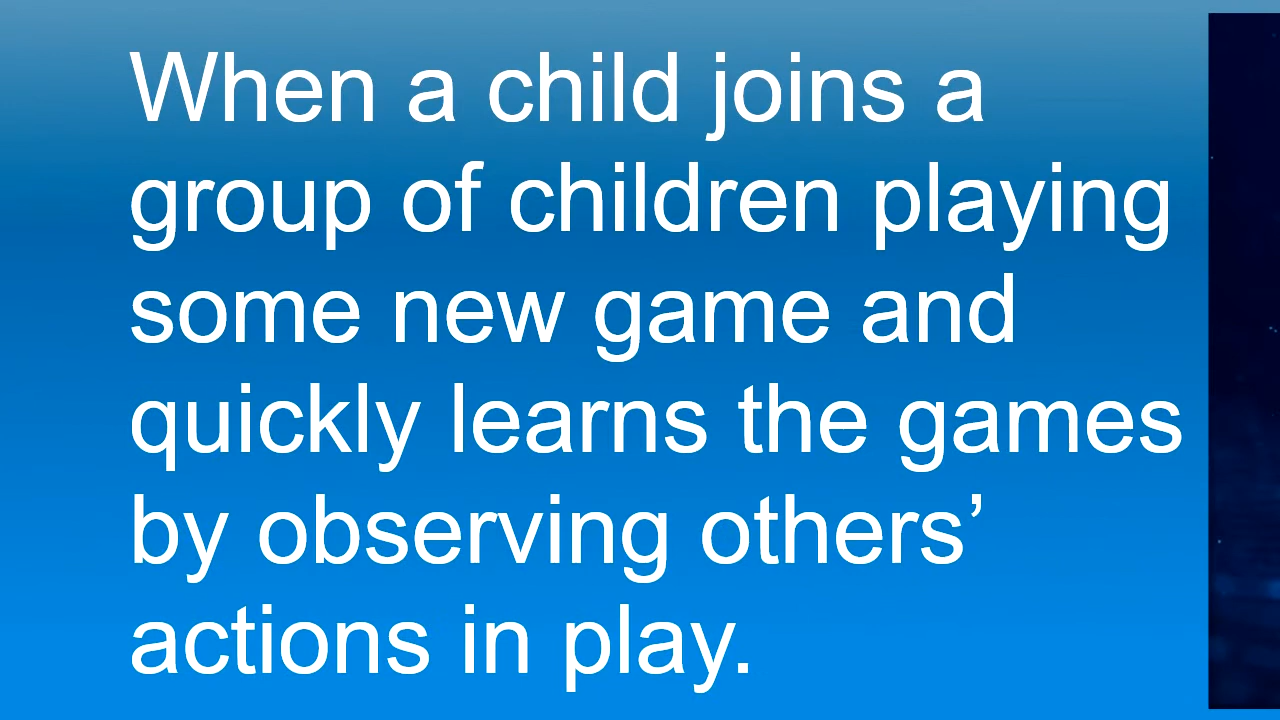 When a child joins a
group of children playing
some new game and
quickly learns the games
by observing others’
actions in play.